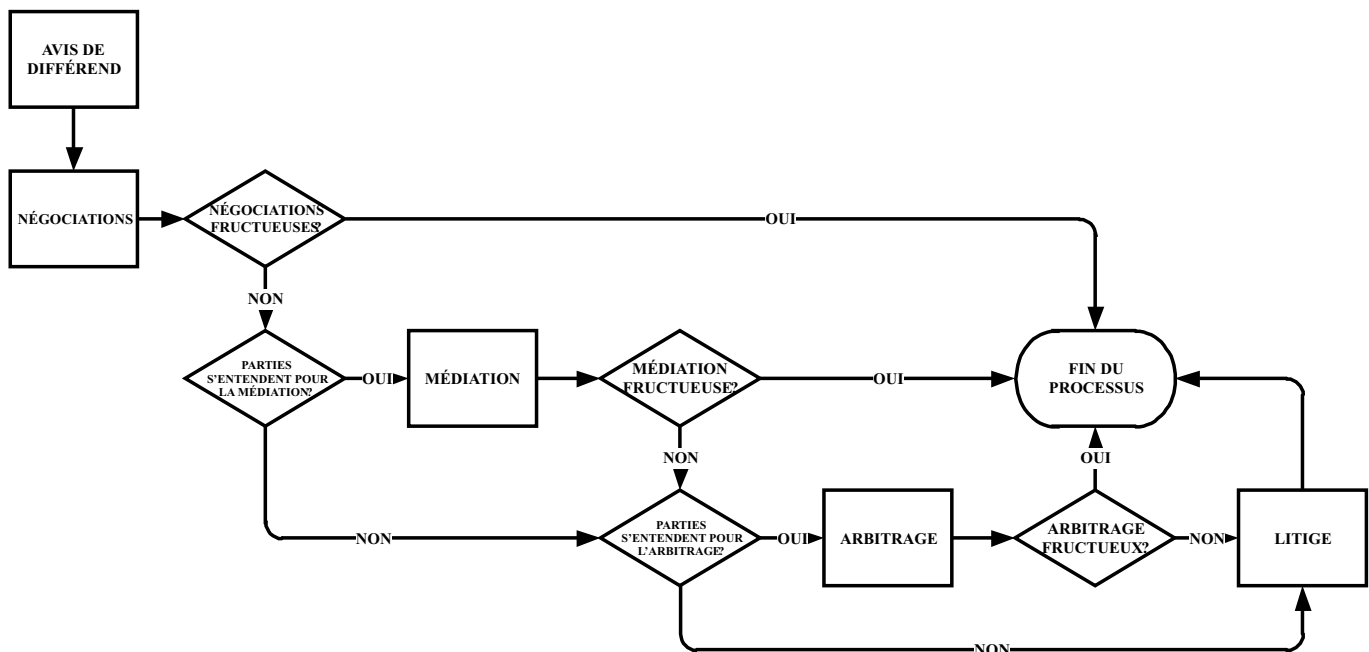 AVIS DE
DIFFÉREND
NÉGOCIATIONS
NÉGOCIATIONS
FRUCTUEUSES?
OUI
NON
PARTIES
S’ENTENDENT POUR
LA MÉDIATION?
OUI
MÉDIATION
MÉDIATION
FRUCTUEUSE?
OUI
FIN DU
PROCESSUS
NON
OUI
NON
PARTIES
S’ENTENDENT POUR
L’ARBITRAGE?
OUI
ARBITRAGE
ARBITRAGE
FRUCTUEUX?
NON
LITIGE
NON